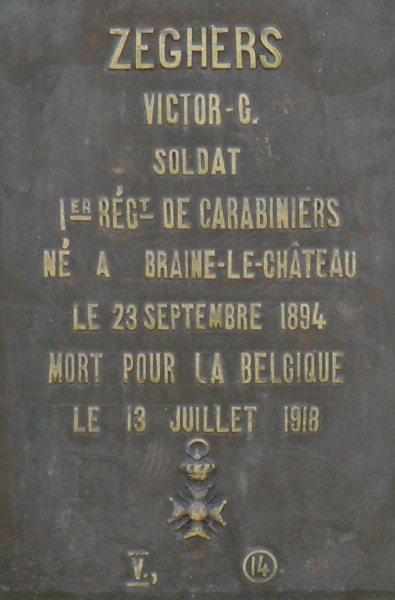 ZEGHERS
VICTOR-G.
SOLDAT
1ER RÉGT DE CARABINIERS
NÉ A BRAINE-LE-CHÂTEAU
LE 23 SEPTEMBRE 1894
MORT POUR LA BELGIQUE
LE 13 JUILLET 1918
V., 14